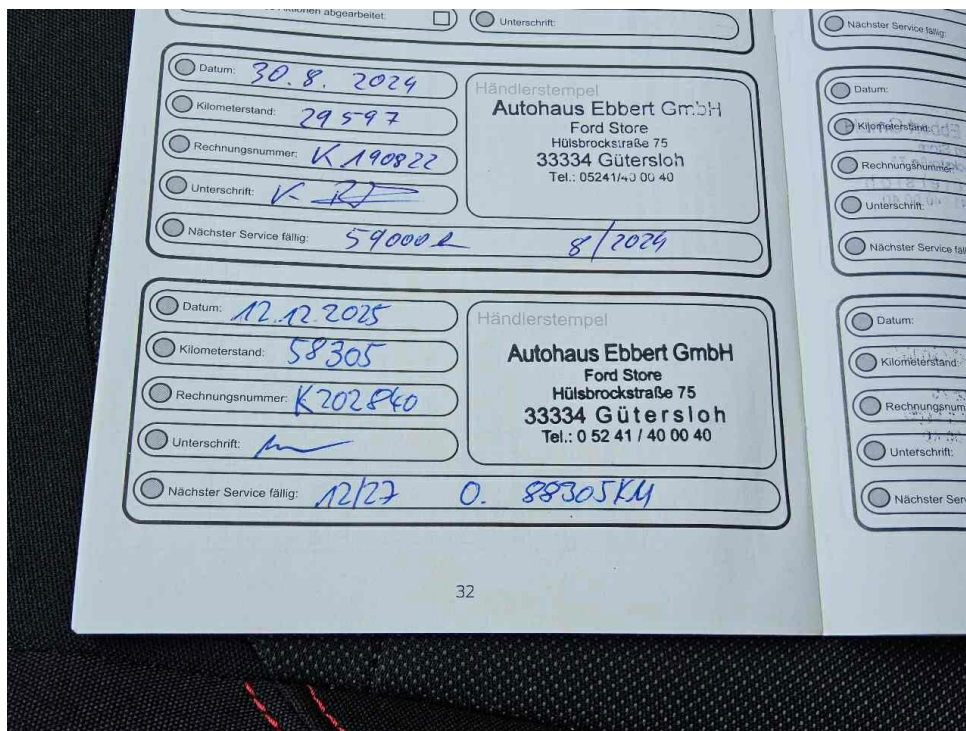 Aktionen abgearbeitet:
Unterschrift:
Datum: 30.8.2024
Kilometerstand: 29597
Rechnungsnummer: K190822
Unterschrift:
Nächster Service fällig: 59000 8/2024
Händlerstempel
Autohaus Ebbert GmbH
Ford Store
Hülsbrockstraße 75
33334 Gütersloh
Tel.: 05241/40 00 40
Datum: 12.12.2025
Kilometerstand: 58305
Rechnungsnummer: K202840
Unterschrift:
Nächster Service fällig: 12/27 O. 88305KM
Händlerstempel
Autohaus Ebbert GmbH
Ford Store
Hülsbrockstraße 75
33334 Gütersloh
Tel.: 0 52 41 / 40 00 40
32
Nächster Service fällig:
Datum:
Kilometerstand:
Rechnungsnummer
Unterschrift:
Nächster Service
Datum:
Kilometerstand:
Rechnungsnum
Unterschrift:
Nächster Ser